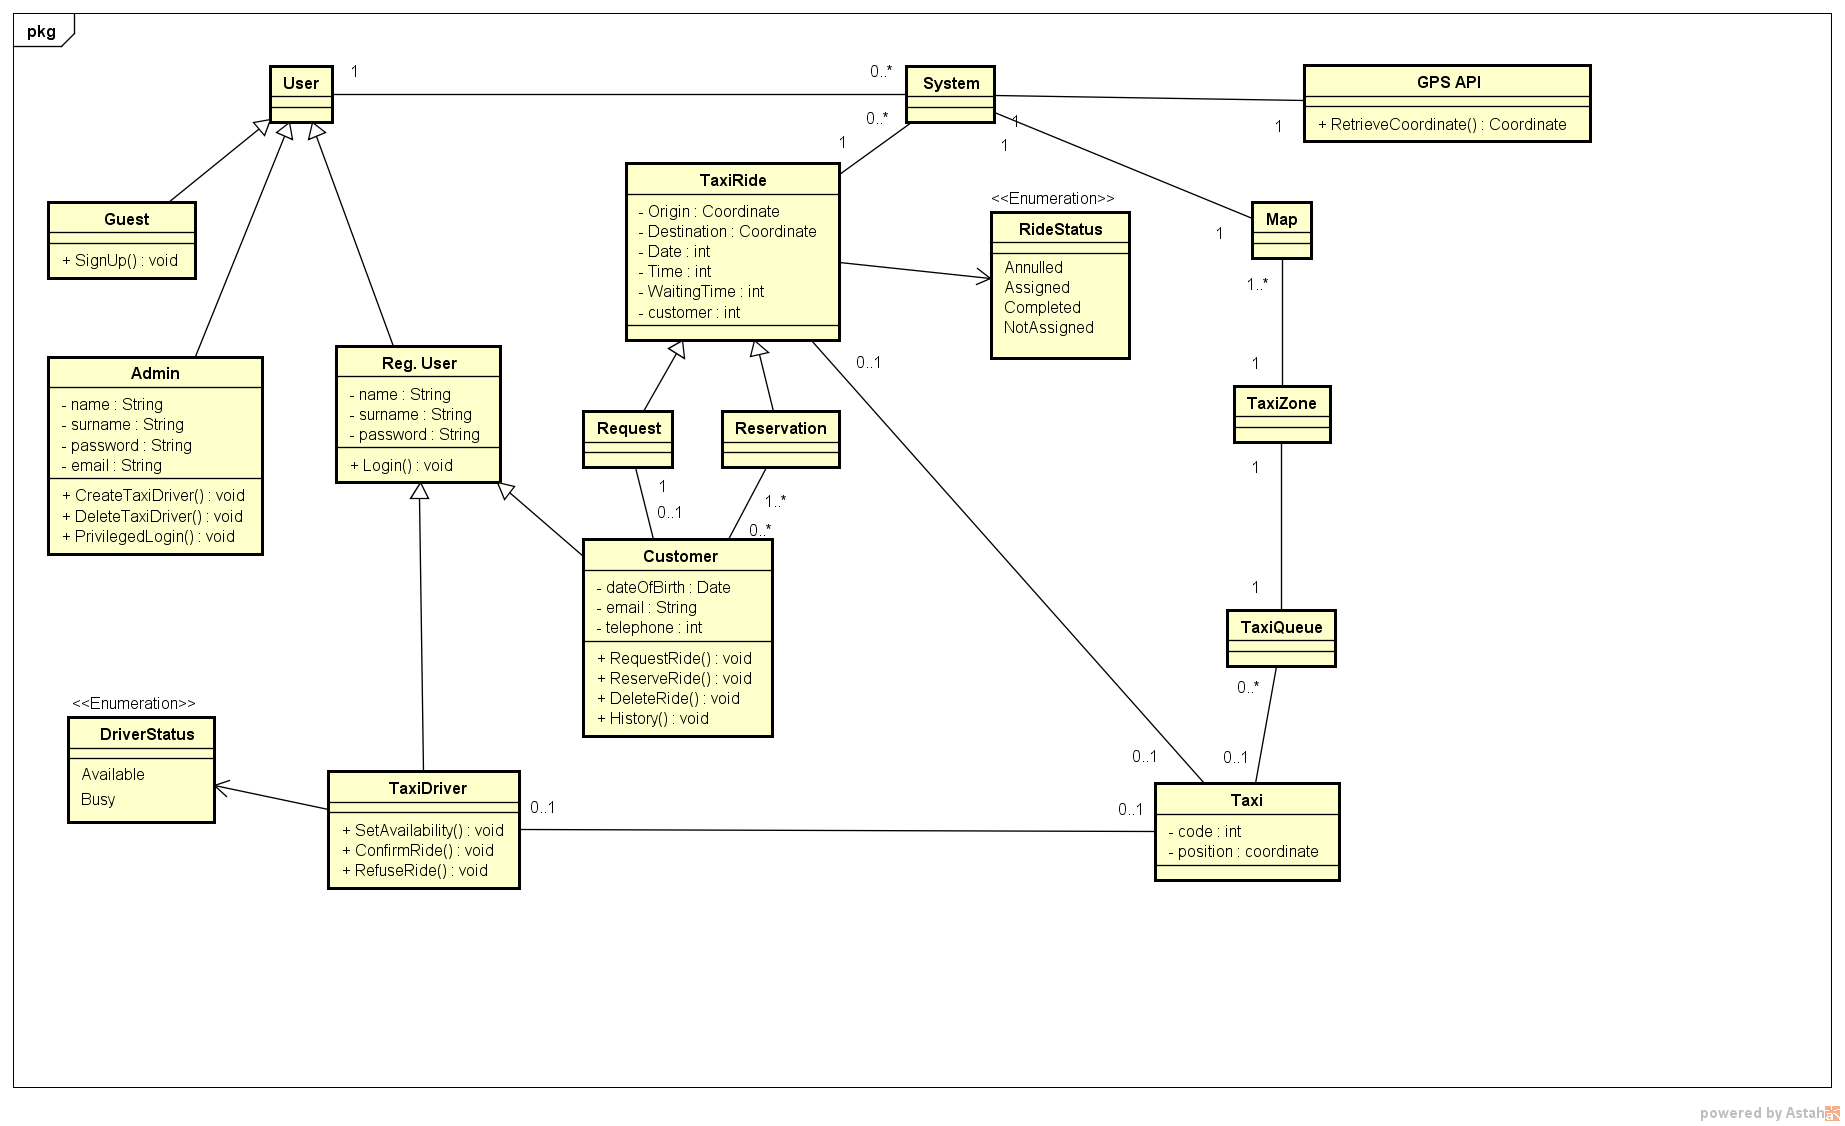 pkg
User
1
0..*
System
GPS API
+ RetrieveCoordinate() : Coordinate
1
1
0..*
1
1
1
TaxiRide
- Origin : Coordinate
- Destination : Coordinate
- Date : int
- Time : int
- WaitingTime : int
- customer : int
<<Enumeration>>
RideStatus
Annulled
Assigned
Completed
NotAssigned
Map
1..*
1
Guest
+ SignUp() : void
Admin
- name : String
- surname : String
- password : String
- email : String
+ CreateTaxiDriver() : void
+ DeleteTaxiDriver() : void
+ PrivilegedLogin() : void
Reg. User
- name : String
- surname : String
- password : String
+ Login() : void
0..1
Request
Reservation
TaxiZone
1
1
1
0..1
1..*
0..*
Customer
- dateOfBirth : Date
- email : String
- telephone : int
+ RequestRide() : void
+ ReserveRide() : void
+ DeleteRide() : void
+ History() : void
TaxiQueue
0..*
0..1
0..1
<<Enumeration>>
DriverStatus
Available
Busy
TaxiDriver
+ SetAvailability() : void
+ ConfirmRide() : void
+ RefuseRide() : void
0..1
0..1
Taxi
- code : int
- position : coordinate
powered by Astah